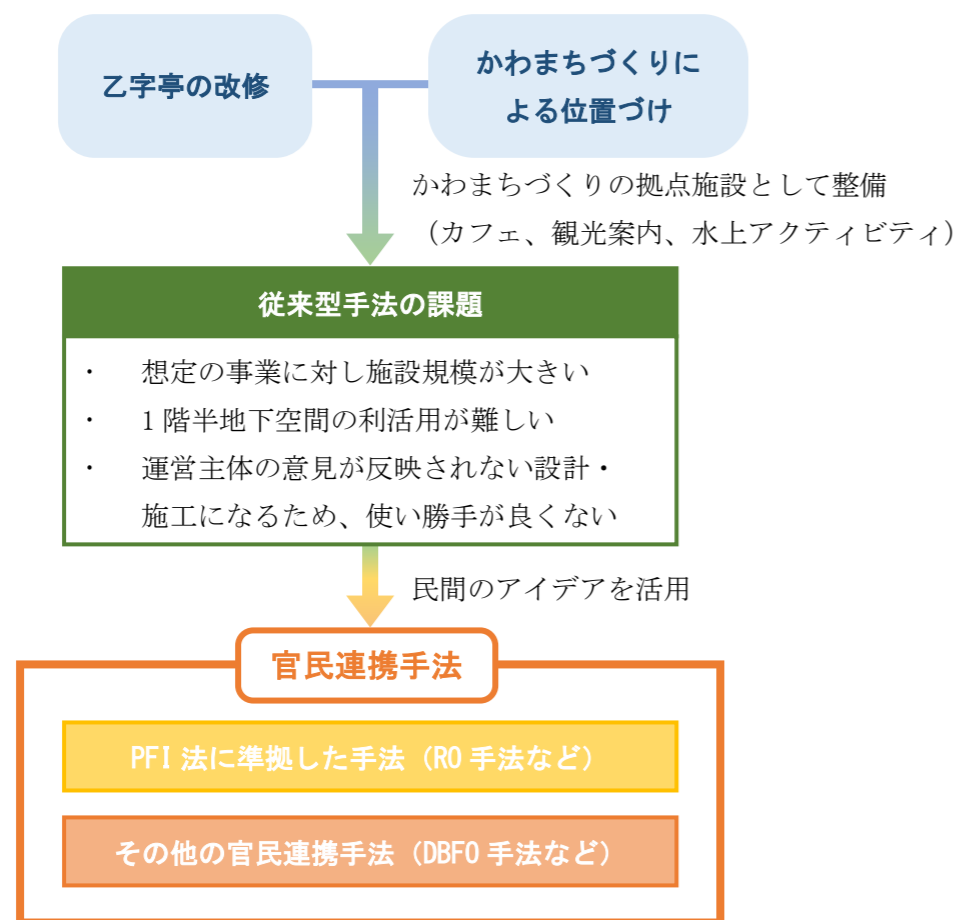 乙字亭の改修
かわまちづくりに
よる位置づけ
かわまちづくりの拠点施設として整備
（カフェ、観光案内、水上アクティビティ）
従来型手法の課題
・ 想定の事業に対し施設規模が大きい
・ 1階半地下空間の利活用が難しい
・ 運営主体の意見が反映されない設計・
施工になるため、使い勝手が良くない
民間のアイデアを活用
官民連携手法
PFI法に準拠した手法（RO手法など）
その他の官民連携手法（DBFO手法など）